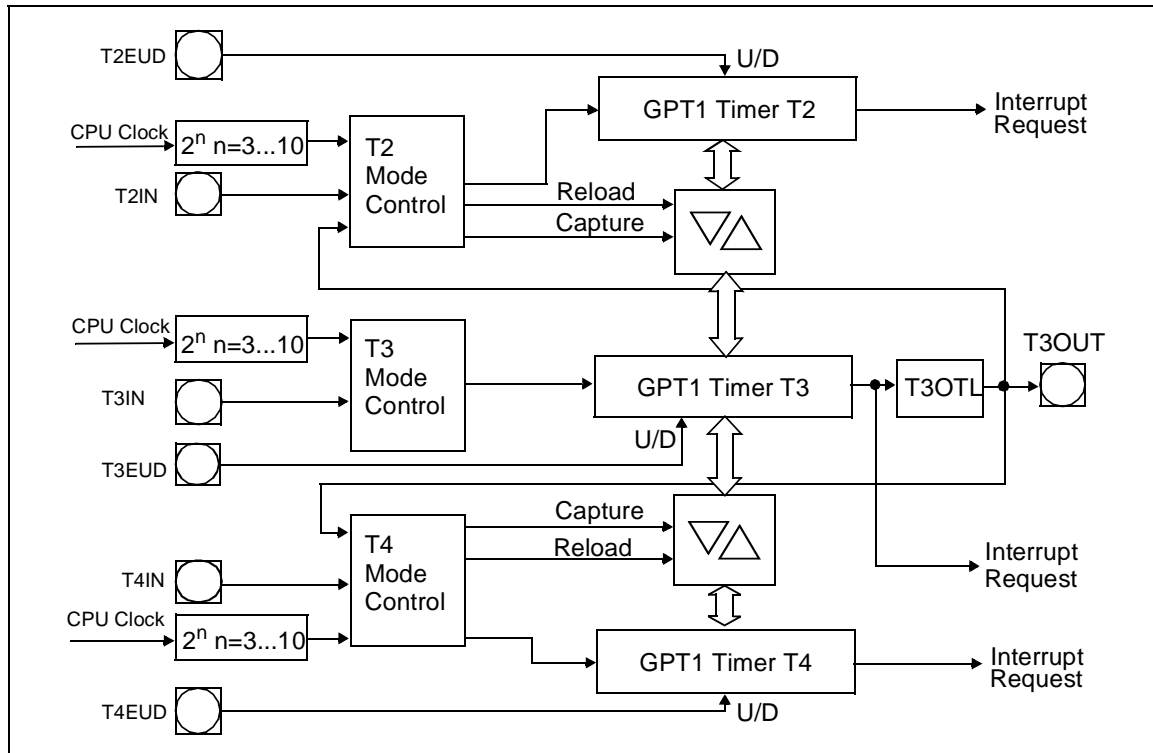 T2EUD
U/D
GPT1 Timer T2
Interrupt
Request
CPU Clock
2ⁿ n=3...10
T2
Mode
Control
T2IN
Reload
Capture
CPU Clock
2ⁿ n=3...10
T3
Mode
Control
T3OUT
GPT1 Timer T3
T3OTL
T3IN
U/D
T3EUD
Capture
Reload
T4
Mode
Control
Interrupt
Request
T4IN
CPU Clock
2ⁿ n=3...10
GPT1 Timer T4
Interrupt
Request
T4EUD
U/D